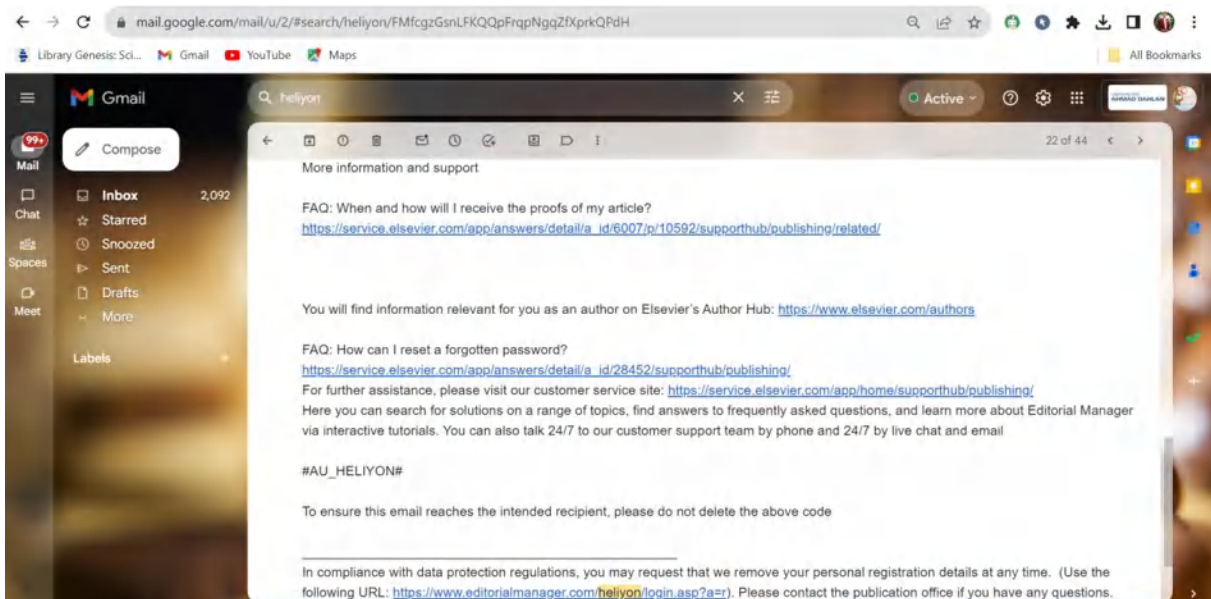 mail.google.com/mail/u/2/#search/heliyon/FMfcgzGsnLFKQQpFrqpNgqZfXprkQPdH
Library Genesis: Sci... Gmail YouTube Maps All Bookmarks
Gmail heliyon Active AHMAD DAHLAN
99+
Mail
Compose
22 of 44
Chat
Spaces
Meet
Inbox 2,092
Starred
Snoozed
Sent
Drafts
More
Labels
More information and support
FAQ: When and how will I receive the proofs of my article?
https://service.elsevier.com/app/answers/detail/a_id/6007/p/10592/supporthub/publishing/related/
You will find information relevant for you as an author on Elsevier's Author Hub: https://www.elsevier.com/authors
FAQ: How can I reset a forgotten password?
https://service.elsevier.com/app/answers/detail/a_id/28452/supporthub/publishing/
For further assistance, please visit our customer service site: https://service.elsevier.com/app/home/supporthub/publishing/
Here you can search for solutions on a range of topics, find answers to frequently asked questions, and learn more about Editorial Manager
via interactive tutorials. You can also talk 24/7 to our customer support team by phone and 24/7 by live chat and email
#AU_HELIYON#
To ensure this email reaches the intended recipient, please do not delete the above code
In compliance with data protection regulations, you may request that we remove your personal registration details at any time. (Use the
following URL: https://www.editorialmanager.com/heliyon/login.asp?a=r). Please contact the publication office if you have any questions.